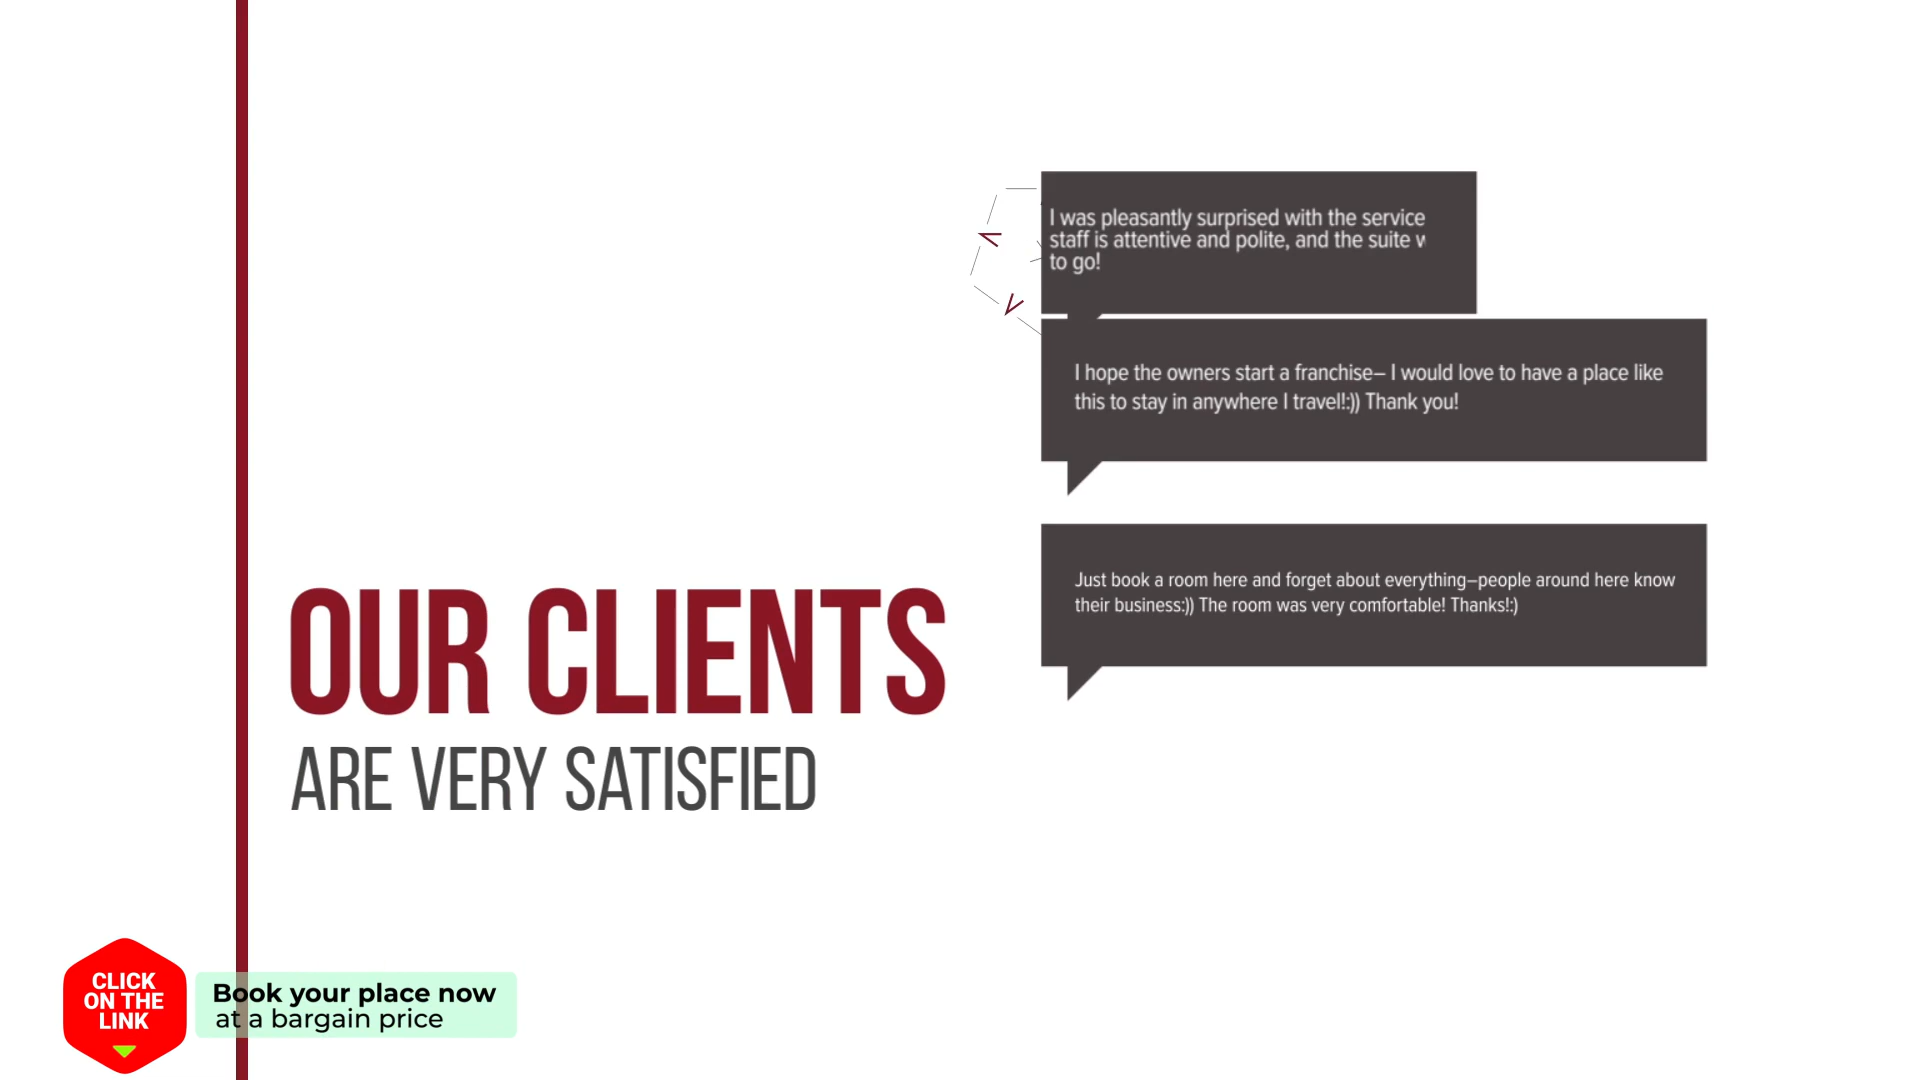 I was pleasantly surprised with the service
staff is attentive and polite, and the suite
to go!
I hope the owners start a franchise– I would love to have a place like
this to stay in anywhere I travel!:)) Thank you!
Just book a room here and forget about everything–people around here know
their business:)) The room was very comfortable! Thanks!:)
OUR CLIENTS
ARE VERY SATISFIED
CLICK
ON THE
LINK
Book your place now
at a bargain price